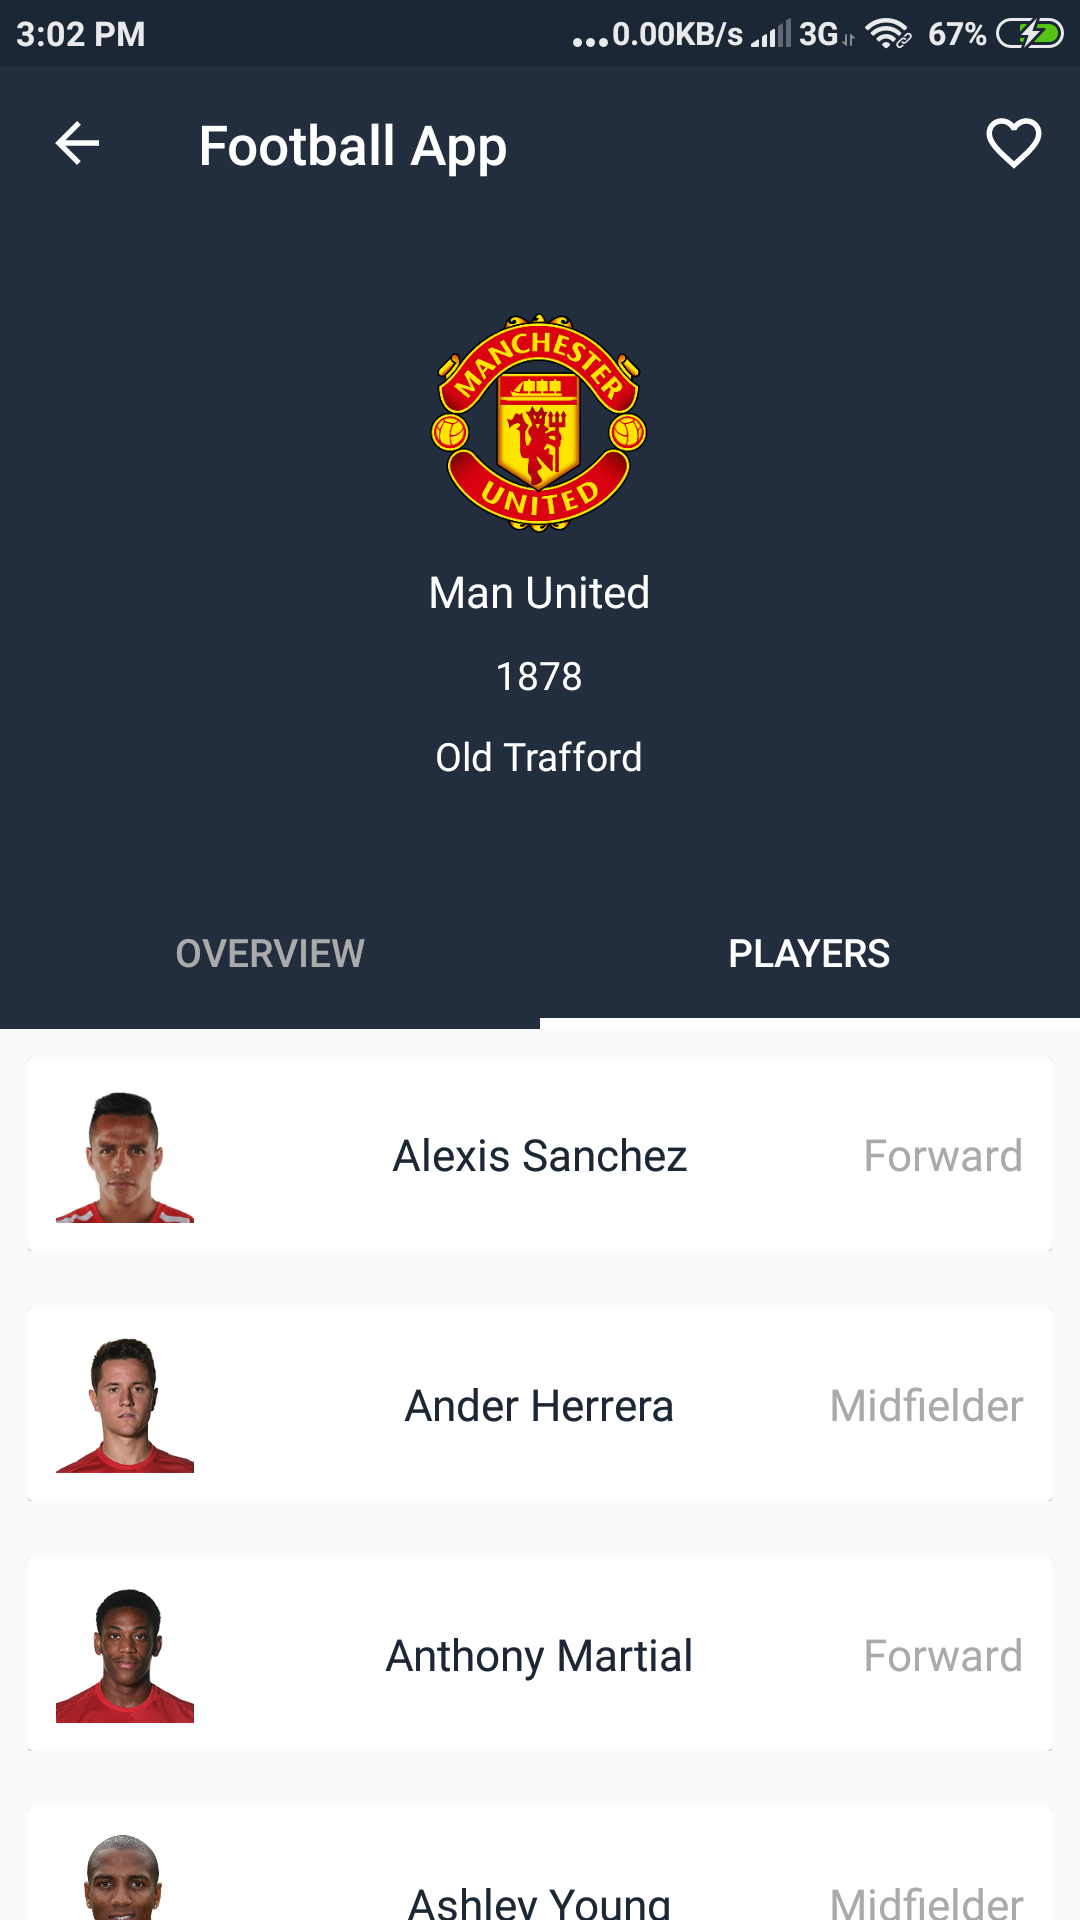 3:02 PM
...0.00KB/s 3G 67%
Football App
MANCHESTER
UNITED
Man United
1878
Old Trafford
OVERVIEW PLAYERS
Alexis Sanchez Forward
Ander Herrera Midfielder
Anthony Martial Forward
Ashley Young Midfielder